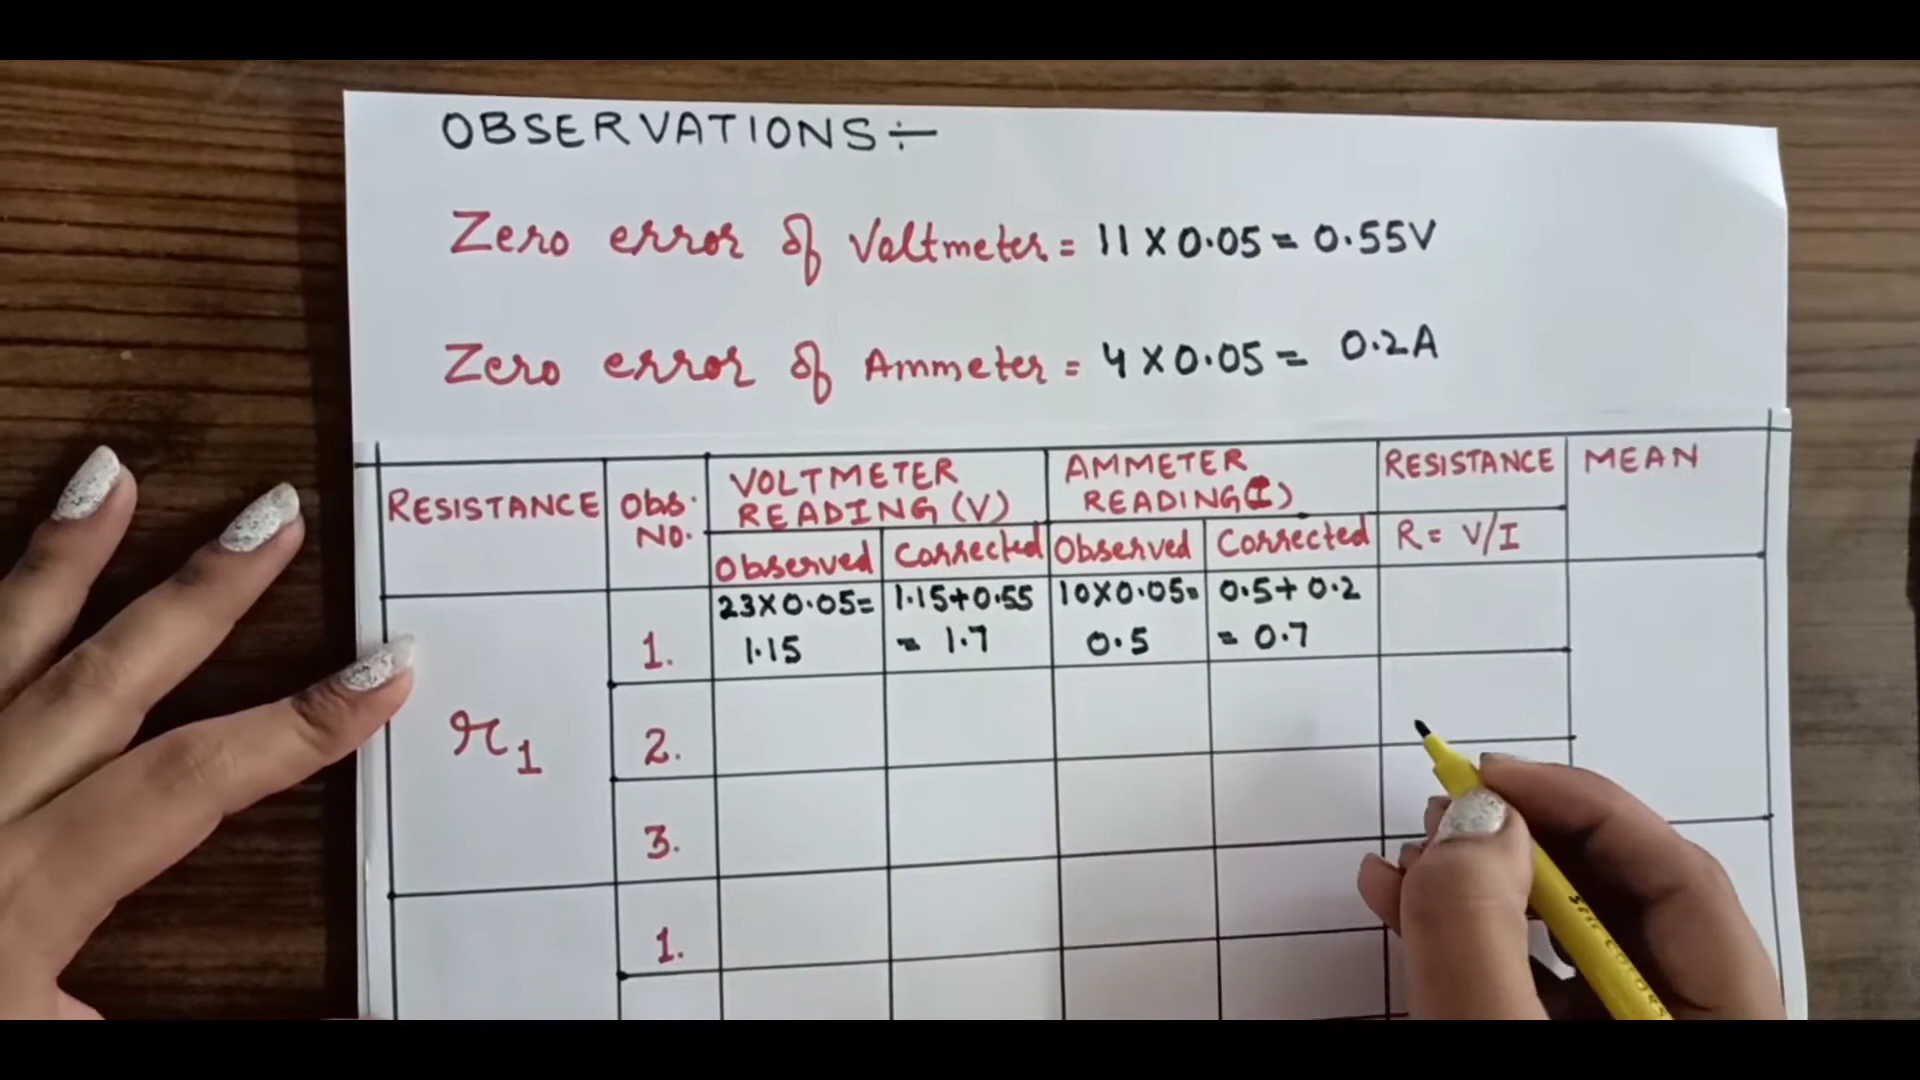 OBSERVATIONS÷
Zero error of Voltmeter = 11 X 0.05 = 0.55V
Zero error of Ammeter = 4 X 0.05 = 0.2A
RESISTANCE
Obs. NO.
VOLTMETER
READING (V)
AMMETER
READING (I)
RESISTANCE
MEAN
Observed
Corrected
Observed
Corrected
R = V/I
r1
1.
23X0.05=
1.15
1.15+0.55
= 1.7
10X0.05=
0.5
0.5+0.2
= 0.7
2.
3.
1.